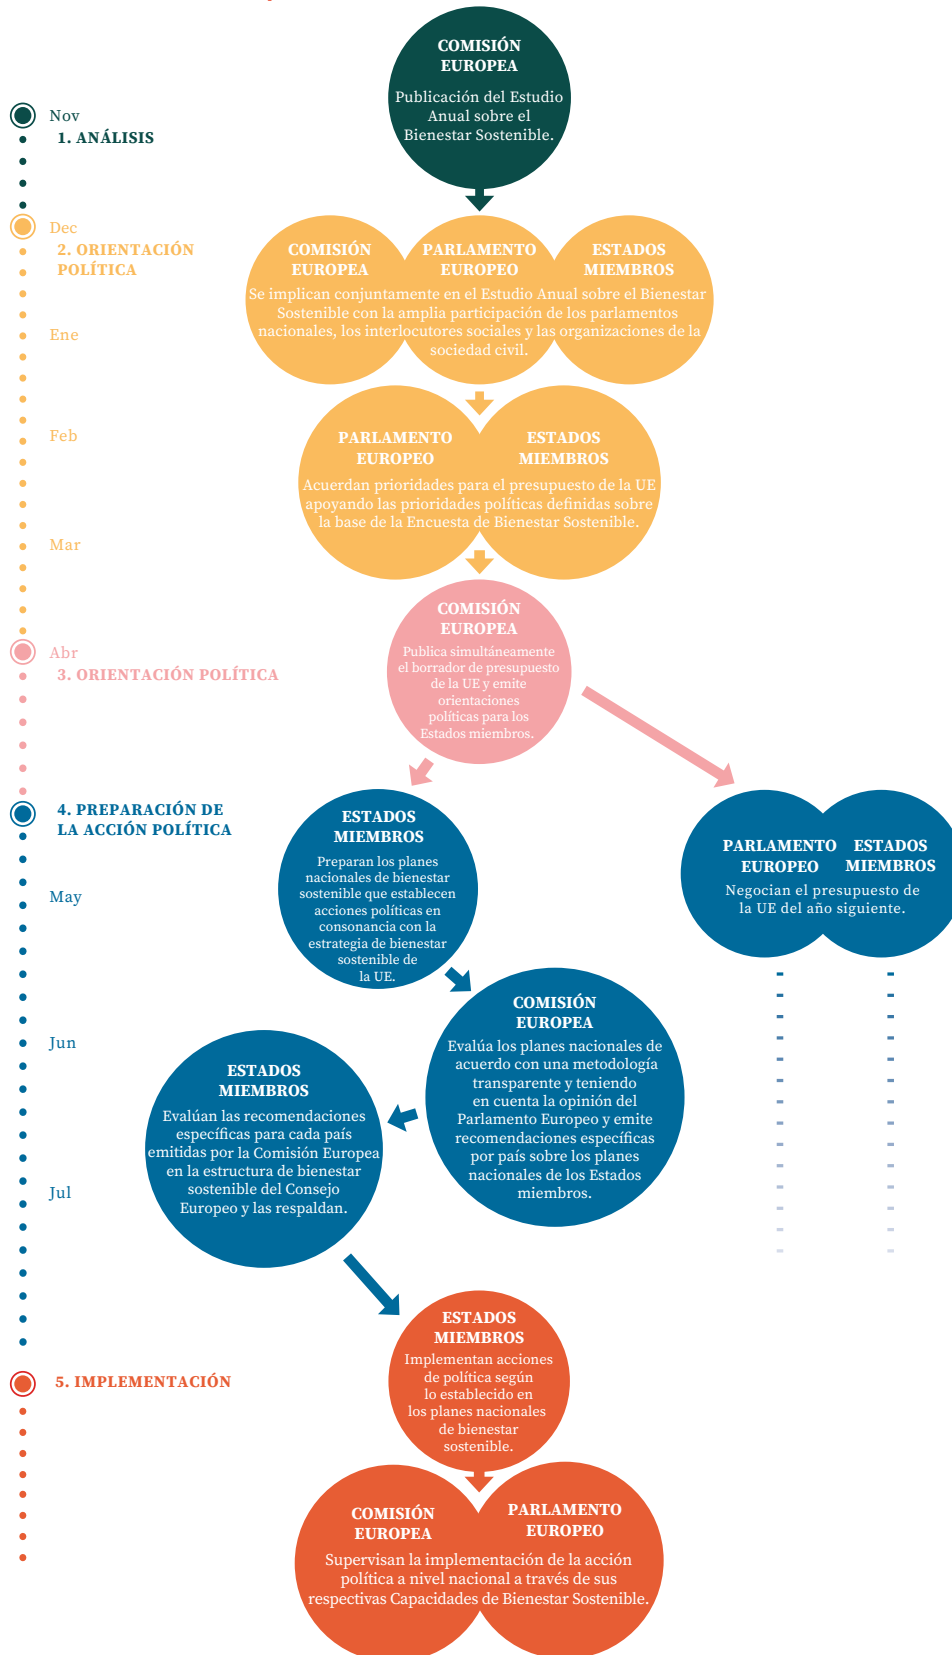 COMISIÓN
EUROPEA
Publicación del Estudio
Anual sobre el
Bienestar Sostenible.
Nov
1. ANÁLISIS
Dec
2. ORIENTACIÓN
POLÍTICA
COMISIÓN
EUROPEA
PARLAMENTO
EUROPEO
ESTADOS
MIEMBROS
Se implican conjuntamente en el Estudio Anual sobre el Bienestar
Sostenible con la amplia participación de los parlamentos
nacionales, los interlocutores sociales y las organizaciones de la
sociedad civil.
Ene
Feb
PARLAMENTO
EUROPEO
ESTADOS
MIEMBROS
Acuerdan prioridades para el presupuesto de la UE
apoyando las prioridades políticas definidas sobre
la base de la Encuesta de Bienestar Sostenible.
Mar
COMISIÓN
EUROPEA
Publica simultáneamente
el borrador de presupuesto
de la UE y emite
orientaciones
políticas para los
Estados miembros.
Abr
3. ORIENTACIÓN POLÍTICA
4. PREPARACIÓN DE
LA ACCIÓN POLÍTICA
ESTADOS
MIEMBROS
Preparan los planes
nacionales de bienestar
sostenible que establecen
acciones políticas en
consonancia con la
estrategia de bienestar
sostenible de
la UE.
PARLAMENTO
EUROPEO
ESTADOS
MIEMBROS
Negocian el presupuesto de
la UE del año siguiente.
May
COMISIÓN
EUROPEA
Evalúa los planes nacionales de
acuerdo con una metodología
transparente y teniendo
en cuenta la opinión del
Parlamento Europeo y emite
recomendaciones específicas
por país sobre los planes
nacionales de los Estados
miembros.
Jun
ESTADOS
MIEMBROS
Evalúan las recomendaciones
específicas para cada país
emitidas por la Comisión Europea
en la estructura de bienestar
sostenible del Consejo
Europeo y las respaldan.
Jul
ESTADOS
MIEMBROS
Implementan acciones
de política según
lo establecido en
los planes nacionales
de bienestar
sostenible.
5. IMPLEMENTACIÓN
COMISIÓN
EUROPEA
PARLAMENTO
EUROPEO
Supervisan la implementación de la acción
política a nivel nacional a través de sus
respectivas Capacidades de Bienestar Sostenible.